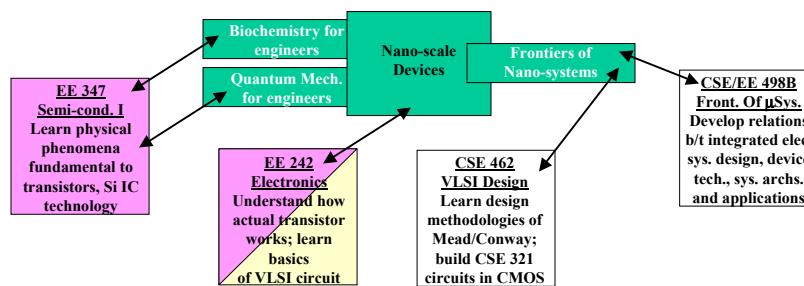 Biochemistry for
engineers
Quantum Mech.
for engineers
Nano-scale
Devices
Frontiers of
Nano-systems
EE 347
Semi-cond. I
Learn physical
phenomena
fundamental to
transistors, Si IC
technology
EE 242
Electronics
Understand how
actual transistor
works; learn
basics
of VLSI circuit
CSE 462
VLSI Design
Learn design
methodologies of
Mead/Conway;
build CSE 321
circuits in CMOS
CSE/EE 498B
Front. Of µSys.
Develop relations
b/t integrated elec
sys. design, device
tech., sys. archs.
and applications